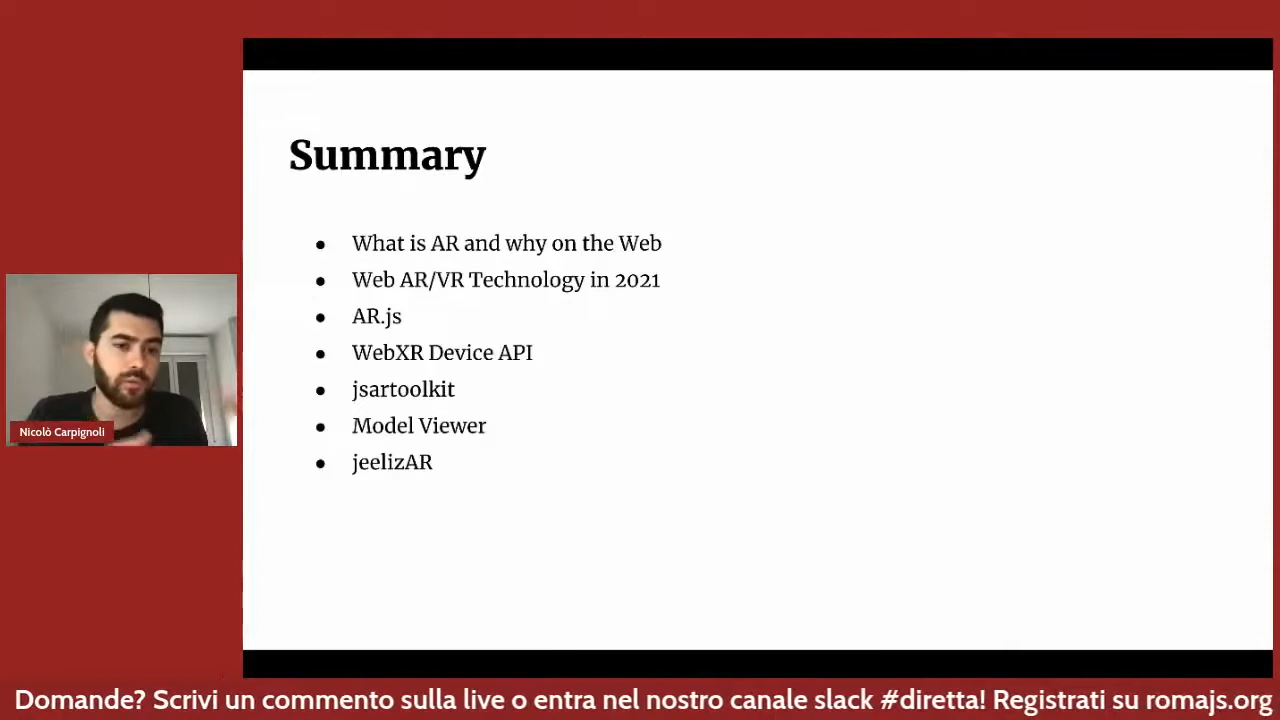 Summary
● What is AR and why on the Web
● Web AR/VR Technology in 2021
● AR.js
● WebXR Device API
● jsartoolkit
● Model Viewer
● jeelizAR
Nicolò Carpignoli
Domande? Scrivi un commento sulla live o entra nel nostro canale slack #diretta! Registrati su romajs.org